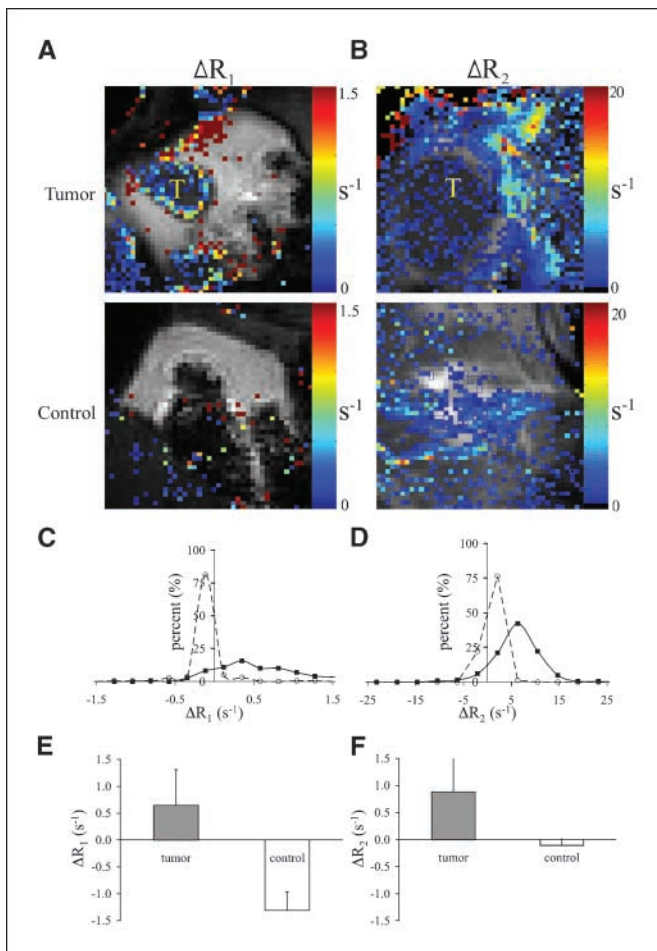 A
B
ΔR1
ΔR2
Tumor
T
1.5
s-1
0
T
20
s-1
0
Control
1.5
s-1
0
20
s-1
0
C
D
percent (%)
100
75
50
25
0
-1.5 -0.5 0.5 1.5
ΔR1 (s-1)
percent (%)
100
75
50
25
0
-25 -15 -5 5 15 25
ΔR2 (s-1)
E
F
ΔR1 (s-1)
1.5
1.0
0.5
0.0
-0.5
-1.0
-1.5
tumor
control
ΔR2 (s-1)
1.5
1.0
0.5
0.0
-0.5
-1.0
-1.5
tumor
control